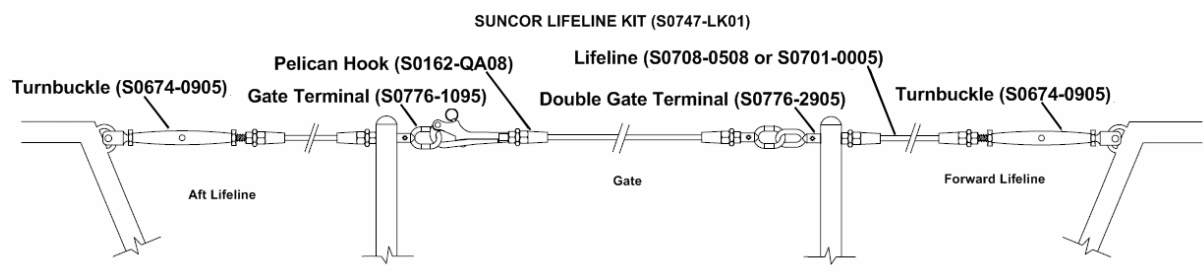 SUNCOR LIFELINE KIT (S0747-LK01)
Lifeline (S0708-0508 or S0701-0005)
Pelican Hook (S0162-QA08)
Turnbuckle (S0674-0905)
Gate Terminal (S0776-1095)
Double Gate Terminal (S0776-2905)
Turnbuckle (S0674-0905)
Aft Lifeline
Gate
Forward Lifeline